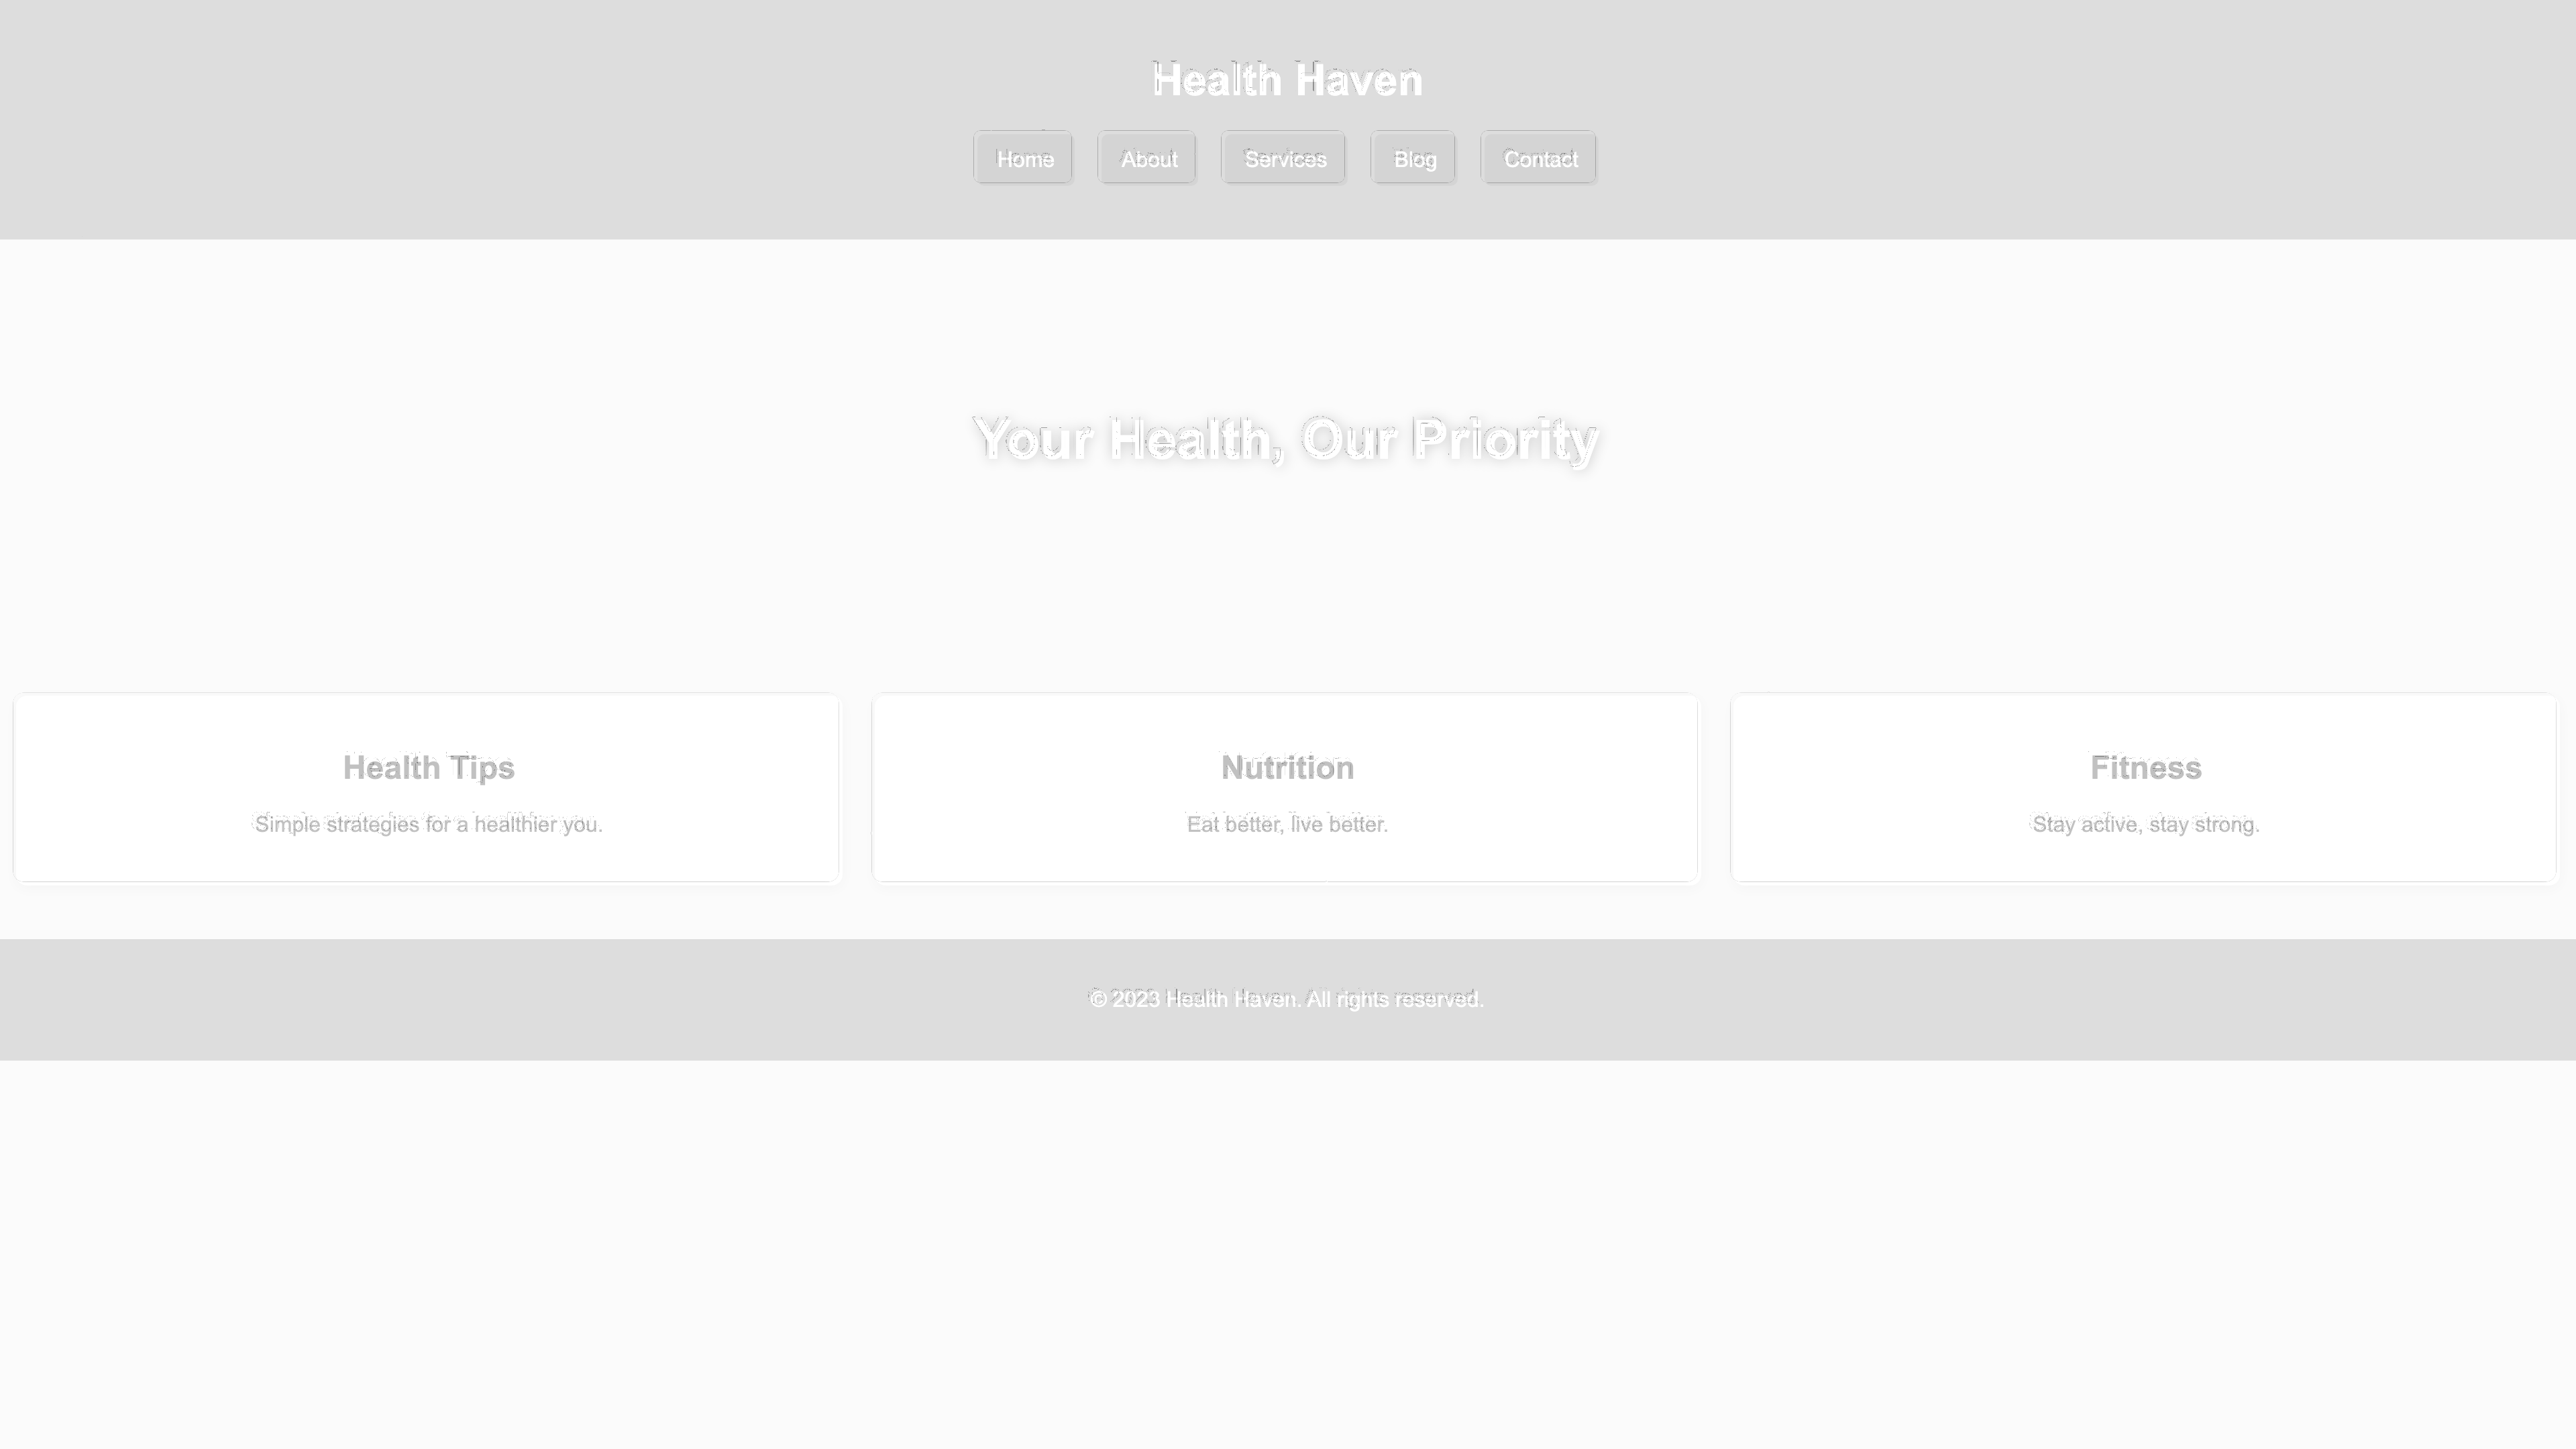 Health Haven
Home About Services Blog Contact
Your Health, Our Priority
Health Tips
Simple strategies for a healthier you.
Nutrition
Eat better, live better.
Fitness
Stay active, stay strong.
© 2023 Health Haven. All rights reserved.